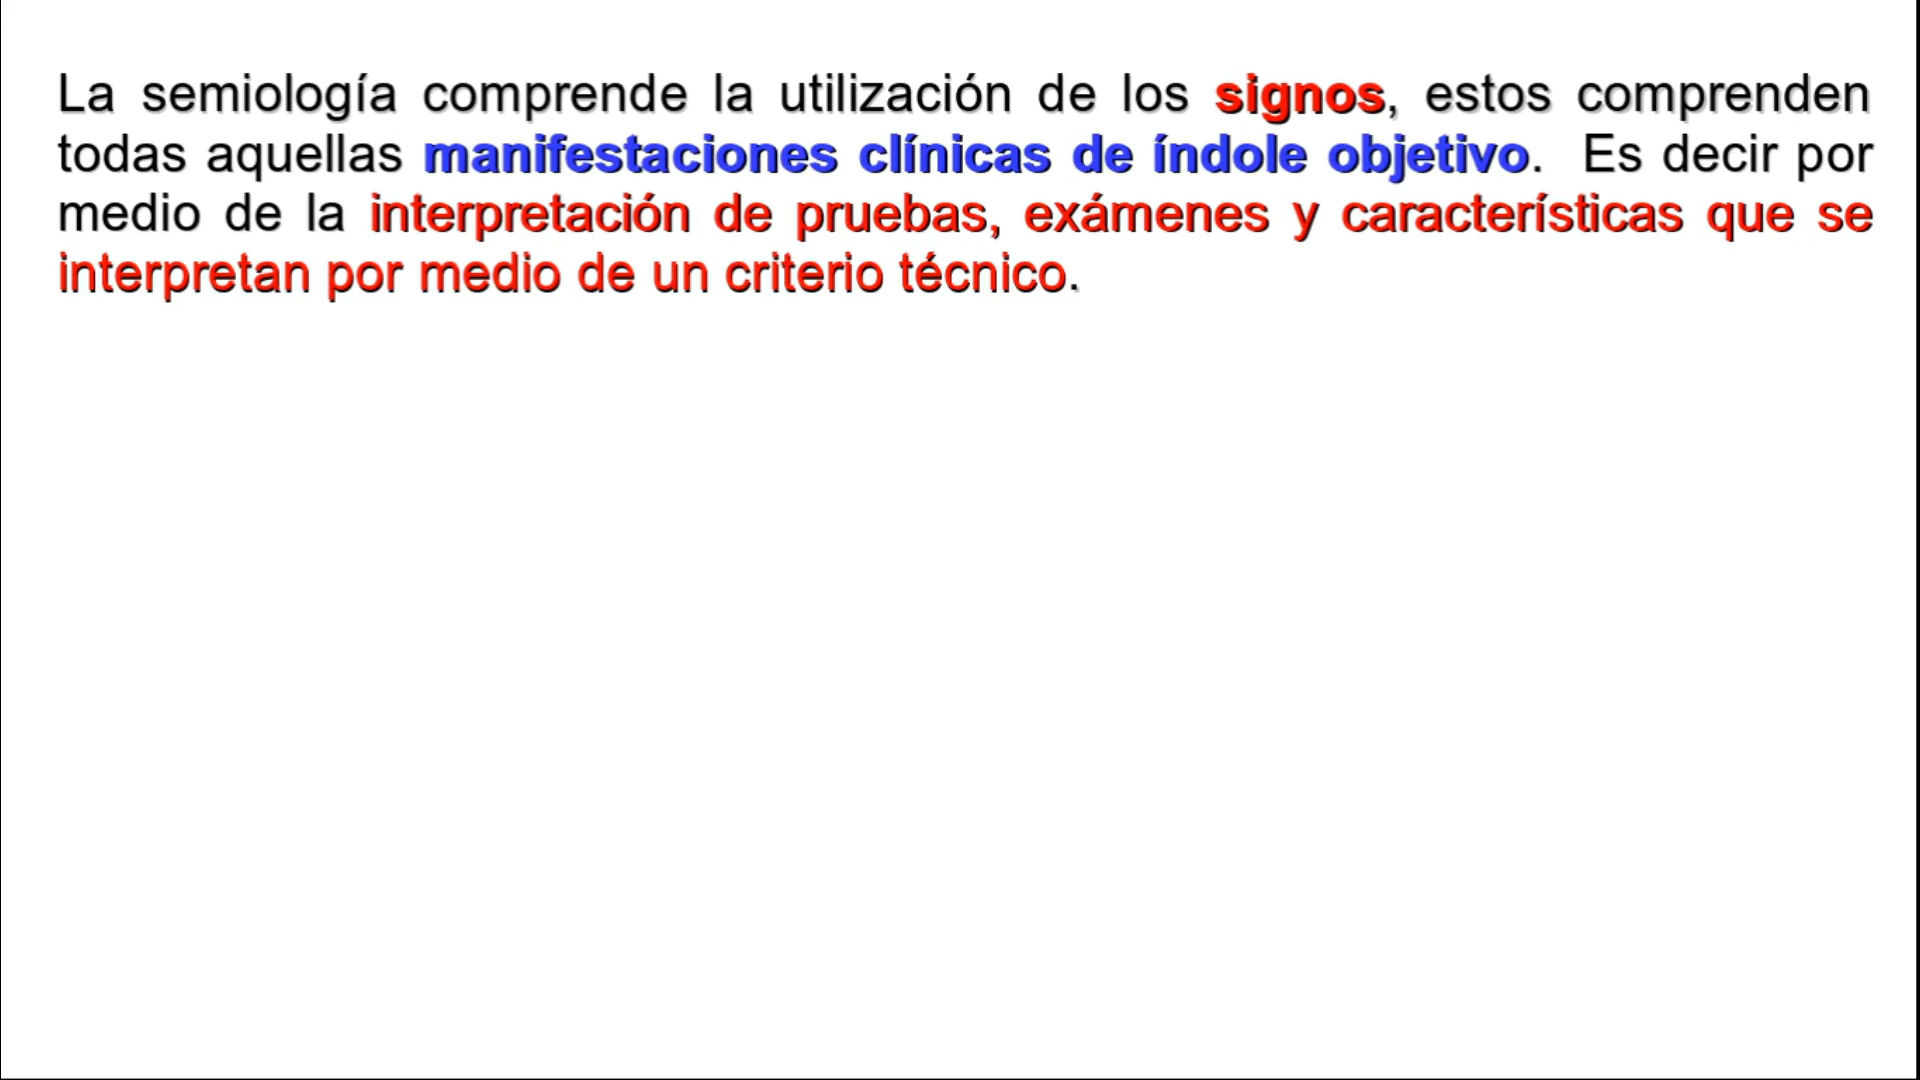 La semiología comprende la utilización de los signos, estos comprenden
todas aquellas manifestaciones clínicas de índole objetivo.  Es decir por
medio de la interpretación de pruebas, exámenes y características que se
interpretan por medio de un criterio técnico.